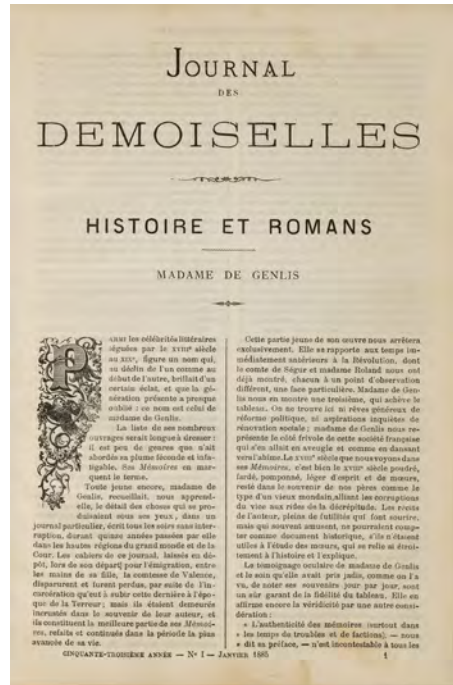 JOURNAL
DES
DEMOISELLES
HISTOIRE ET ROMANS
MADAME DE GENLIS
PARMI les célébrités littéraires
léguées par le XVIIIe siècle
au XIXe, figure un nom qui,
au déclin de l'un comme au
début de l'autre, brillait d'un
certain éclat, et que la gé-
nération présente a presque
oublié : ce nom est celui de
madame de Genlis.
La liste de ses nombreux
ouvrages serait longue à dresser :
il est peu de genres que n'ait
abordés sa plume féconde et infa-
tigable. Ses Mémoires en mar-
quent le terme.
Toute jeune encore, madame de
Genlis, recueillait, nous apprend-
elle, le détail des choses qui se pro-
duisaient sous ses yeux, dans un
journal particulier, écrit tous les soirs sans inter-
ruption, durant quinze années passées par elle
dans les hautes régions du grand monde et de la
Cour. Les cahiers de ce journal, laissés en dé-
pôt, lors de son départ pour l'émigration, entre
les mains de sa fille, la comtesse de Valence,
disparurent et furent perdus, par suite de l'in-
carcération qu'eut à subir cette dernière à l'épo-
que de la Terreur; mais ils étaient demeurés
incrustés dans le souvenir de leur auteur, et
ils constituent la meilleure partie de ses Mémoi-
res, refaits et continués dans la période la plus
avancée de sa vie.
Cette partie jeune de son œuvre nous arrêtera
exclusivement. Elle se rapporte aux temps im-
médiatement antérieurs à la Révolution, dont
le comte de Ségur et madame Roland nous ont
déjà montré, chacun à un point d'observation
différent, une face particulière. Madame de Gen-
lis nous en montre une troisième, qui achève le
tableau. On ne trouve ici ni rêves généreux de
réforme politique, ni aspirations inquiètes de
rénovation sociale; madame de Genlis nous re-
présente le côté frivole de cette société française
qui s'en allait en aveugle et comme en dansant
vers l'abîme. Le XVIIIe siècle que nous voyons dans
ses Mémoires, c'est bien le XVIIIe siècle poudré,
fardé, pomponné, léger d'esprit et de mœurs,
resté dans le souvenir de nos pères comme le
type d'un vieux mondain, alliant les corruptions
du vice aux rides de la décrépitude. Les récits
de l'auteur, pleins de futilités qui font sourire,
mais qui souvent amusent, ne pourraient comp-
ter comme document historique, s'ils n'étaient
utiles à l'étude des mœurs, qui se relie si étroi-
tement à l'histoire et l'explique.
Le témoignage oculaire de madame de Genlis
et le soin qu'elle avait pris jadis, comme on l'a
vu, de noter ses souvenirs jour par jour, sont
un sûr garant de la fidélité du tableau. Elle en
affirme encore la véridicité par une autre consi-
dération :
« L'authenticité des mémoires (surtout dans
« les temps de troubles et de factions), — nous
« dit sa préface, — n'est incontestable à tous les
CINQUANTE-TROISIÈME ANNÉE — No I — JANVIER 1885
1